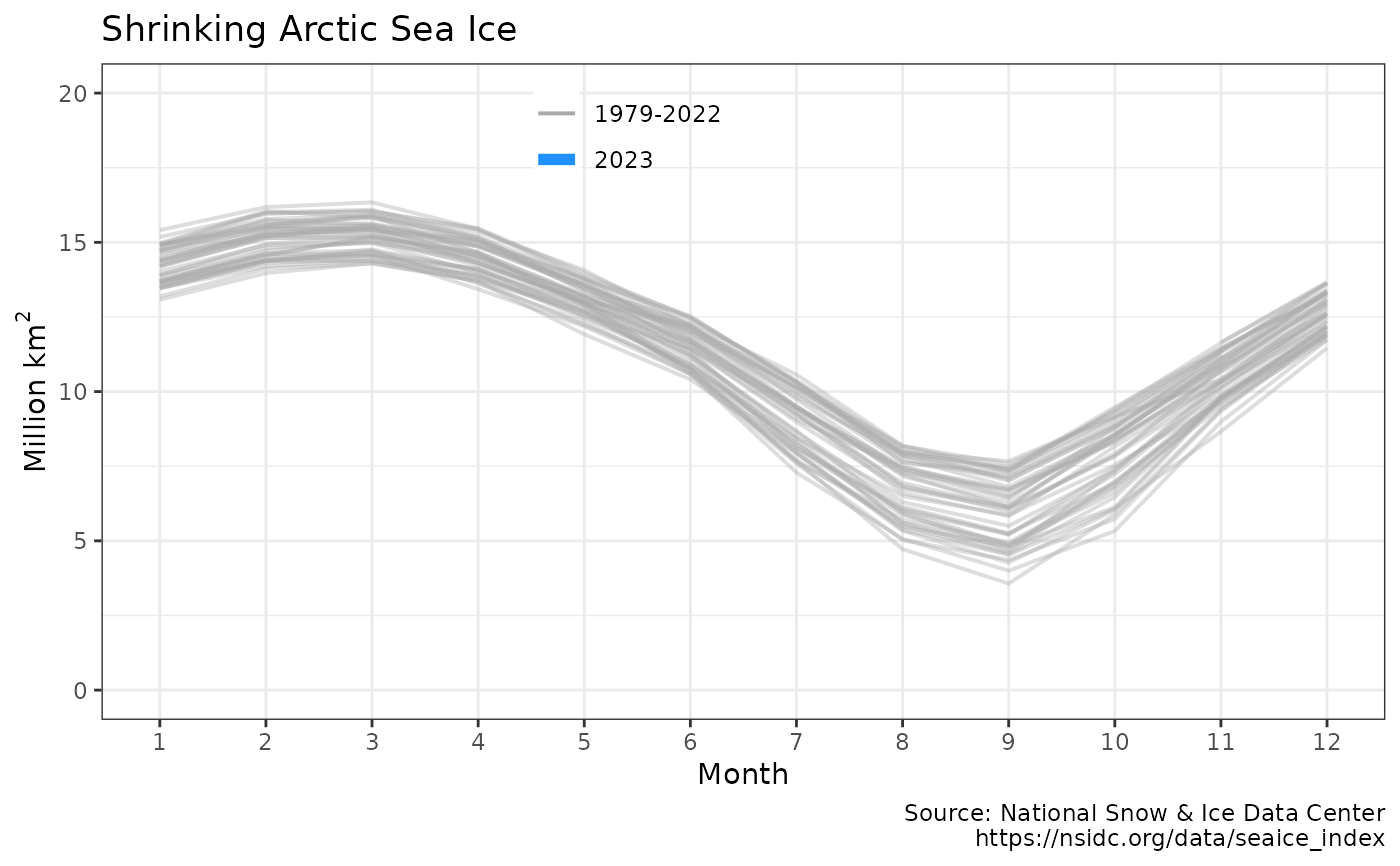 Shrinking Arctic Sea Ice
20
15
10
5
0
Million km²
1979-2022
2023
1 2 3 4 5 6 7 8 9 10 11 12
Month
Source: National Snow & Ice Data Center
https://nsidc.org/data/seaice_index